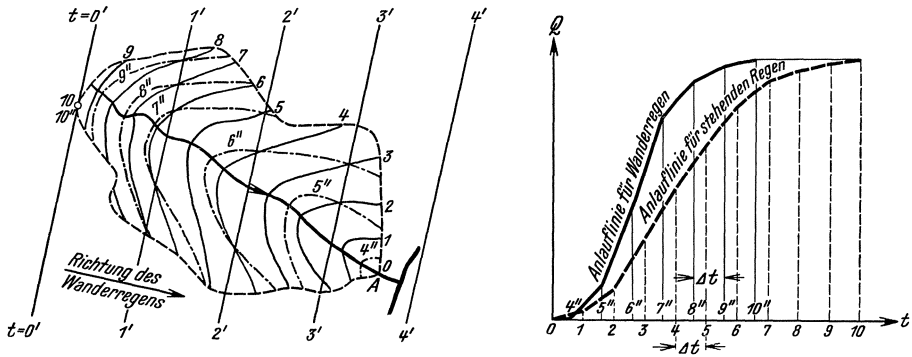 t=0' 1' 2' 3' 4'
9 8
9" 7
8" 6
10
10" 7" 5
4
6" 3
5" 2
1
4" 0
A
Richtung des
Wanderregens
t=0' 1' 2' 3' 4'
Q
Anlauflinie für Wanderregen
Anlauflinie für stehenden Regen
Δt
4" 5" 6" 7" 8" 9" 10"
0 1 2 3 4 5 6 7 8 9 10 t
Δt